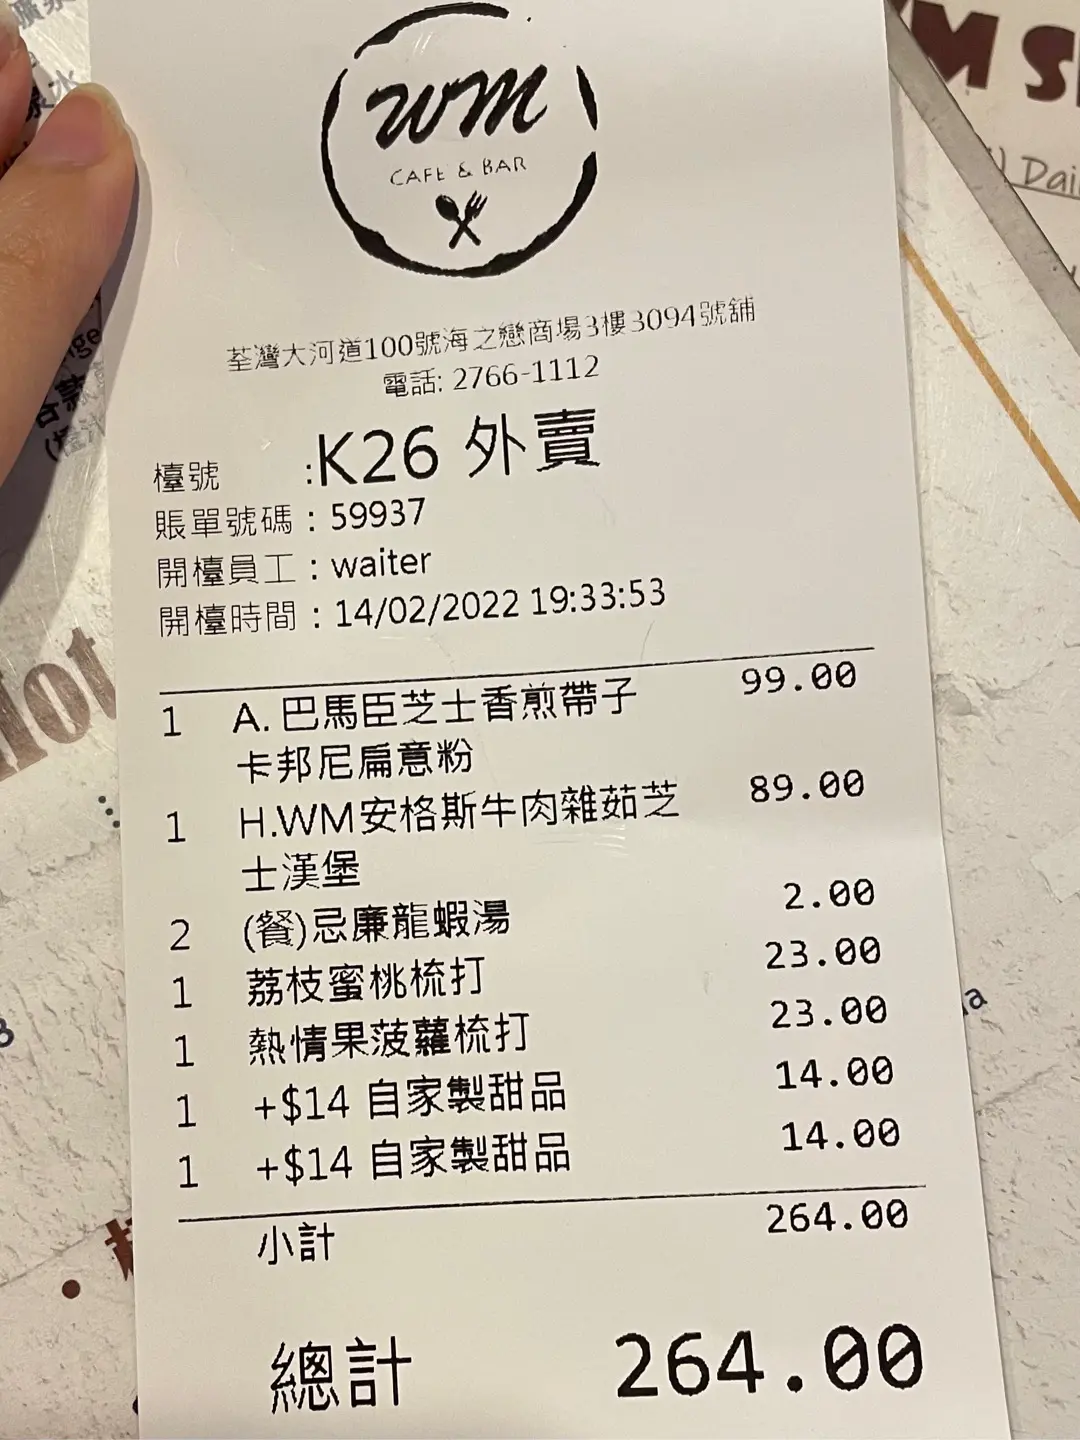 WM
CAFE & BAR
荃灣大河道100號海之戀商場3樓3094號舖
電話: 2766-1112
檯號 :K26 外賣
賬單號碼 : 59937
開檯員工 : waiter
開檯時間 : 14/02/2022 19:33:53
1 A. 巴馬臣芝士香煎帶子 99.00
卡邦尼扁意粉
1 H.WM安格斯牛肉雜茹芝 89.00
士漢堡
2 (餐)忌廉龍蝦湯 2.00
1 荔枝蜜桃梳打 23.00
1 熱情果菠蘿梳打 23.00
1 +$14 自家製甜品 14.00
1 +$14 自家製甜品 14.00
小計 264.00
總計 264.00